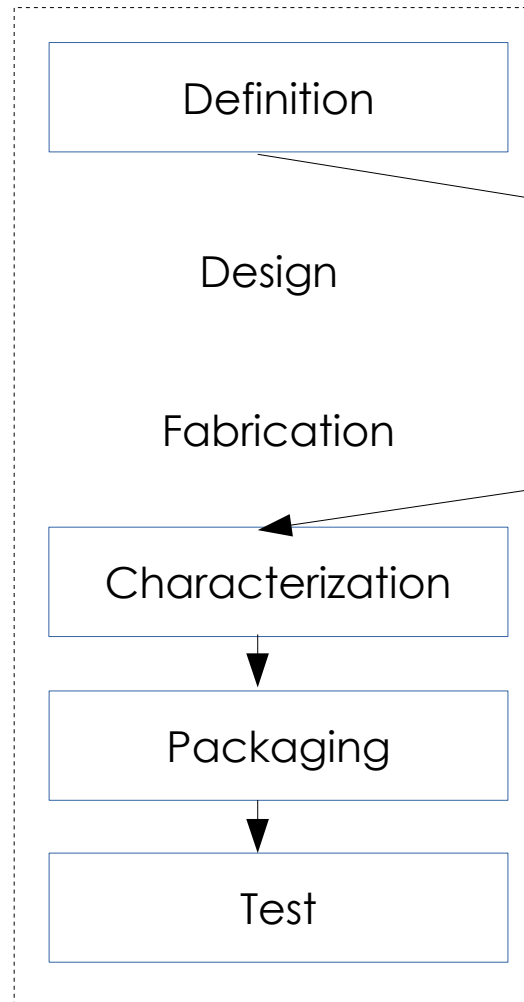 Definition
Design
Fabrication
Characterization
Packaging
Test